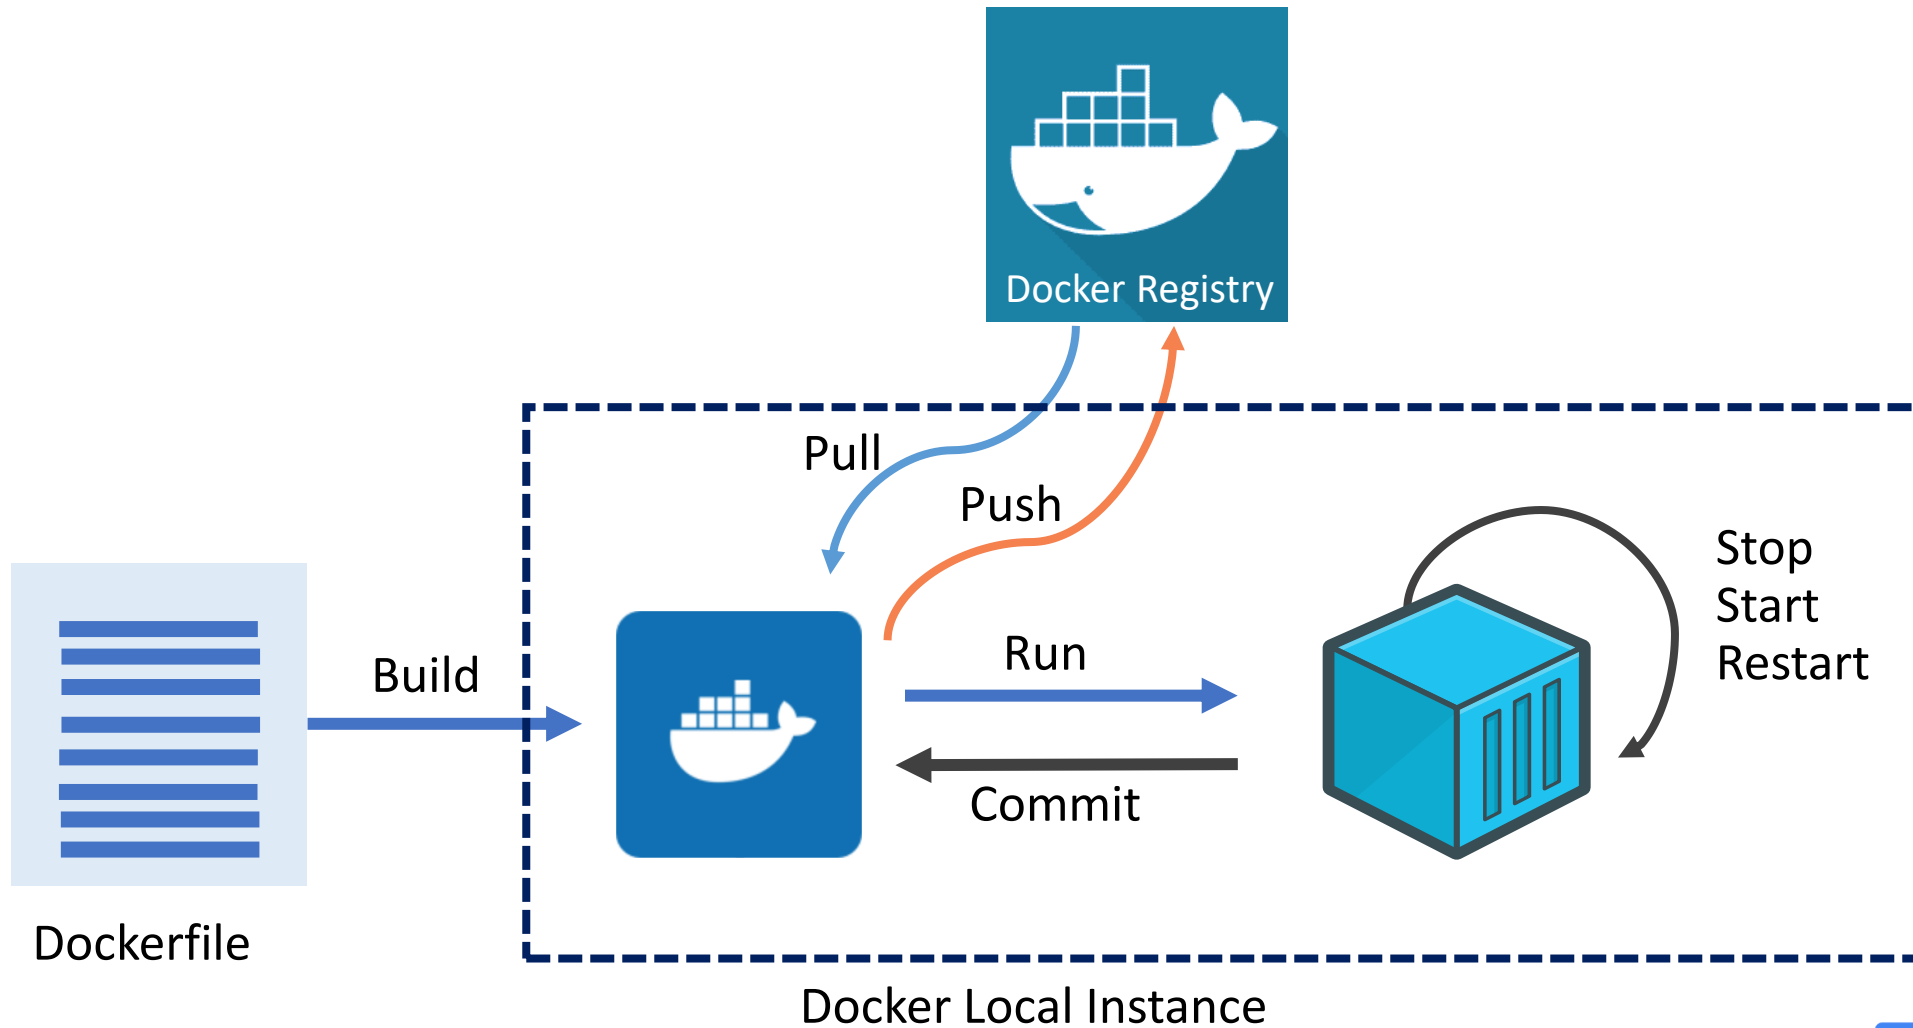 Docker Registry
Pull
Push
Stop
Start
Restart
Run
Build
Commit
Dockerfile
Docker Local Instance